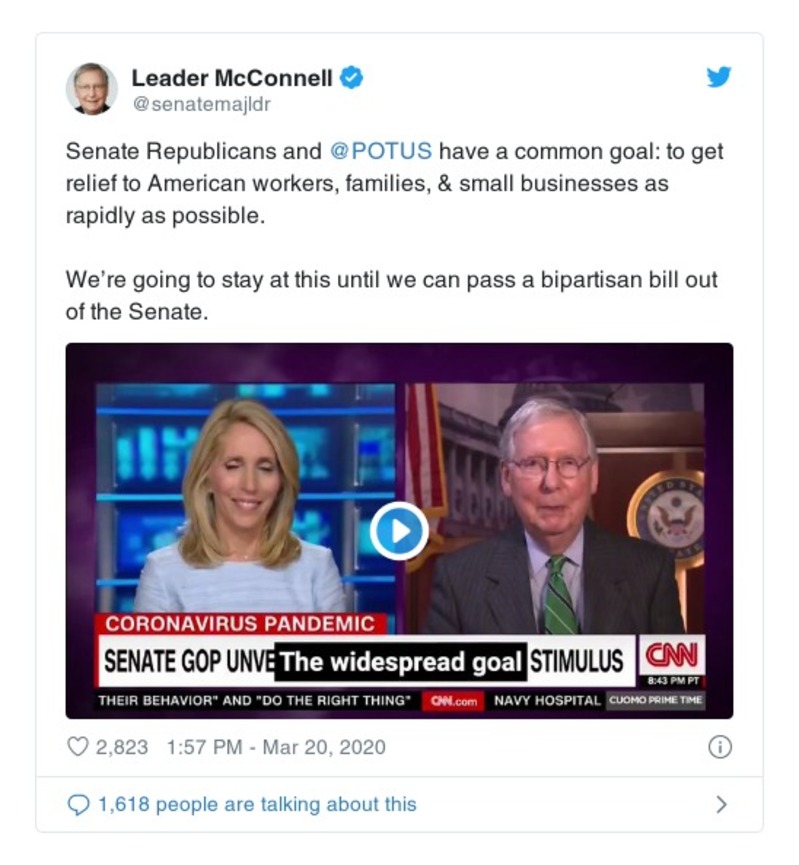 Leader McConnell
@senatemajldr
Senate Republicans and @POTUS have a common goal: to get
relief to American workers, families, & small businesses as
rapidly as possible.
We’re going to stay at this until we can pass a bipartisan bill out
of the Senate.
CORONAVIRUS PANDEMIC
SENATE GOP UNVE The widespread goal STIMULUS
CNN
8:43 PM PT
THEIR BEHAVIOR" AND "DO THE RIGHT THING" CNN.com NAVY HOSPITAL CUOMO PRIME TIME
2,823 1:57 PM - Mar 20, 2020
1,618 people are talking about this